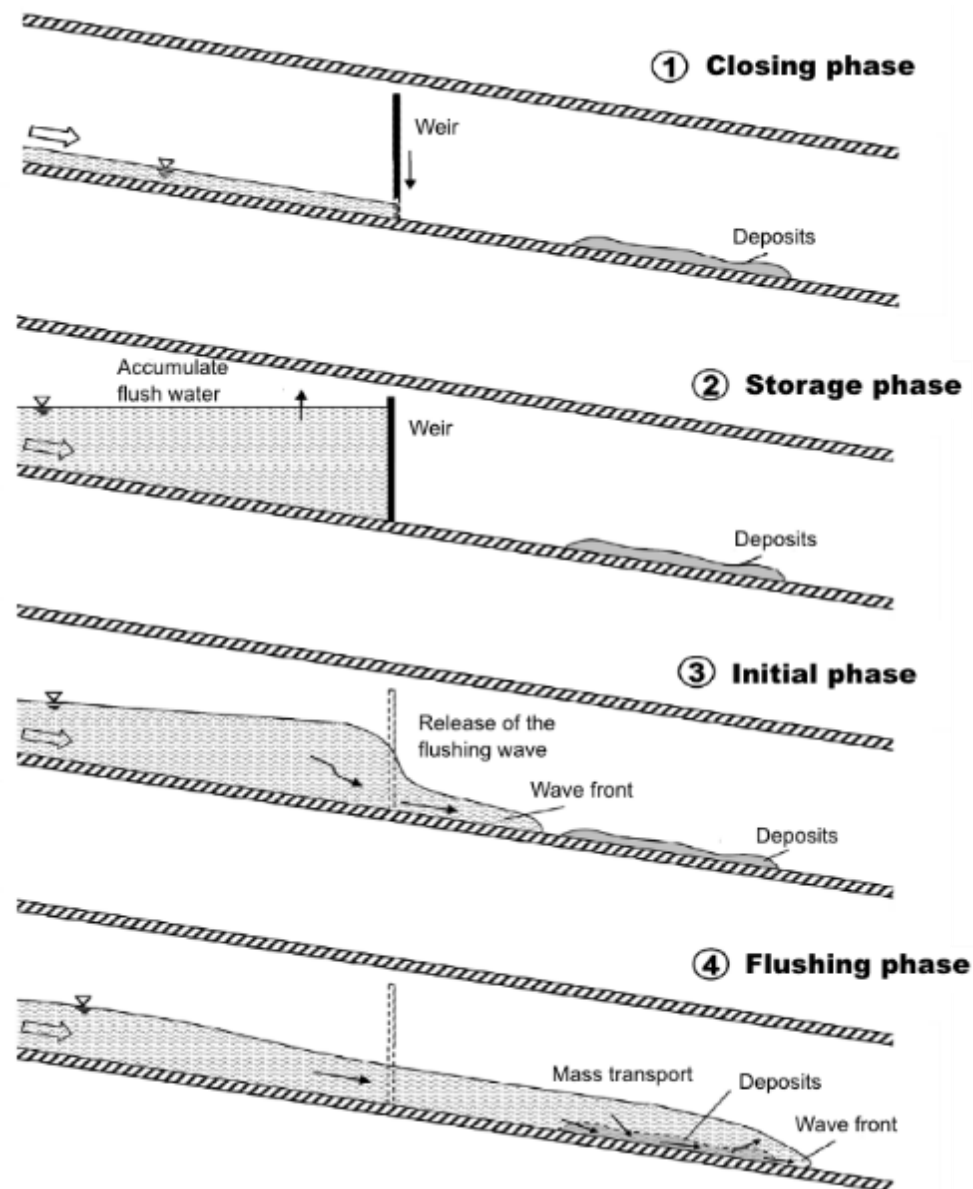 ① Closing phase
Weir
Deposits
② Storage phase
Accumulate
flush water
Weir
Deposits
③ Initial phase
Release of the
flushing wave
Wave front
Deposits
④ Flushing phase
Mass transport
Deposits
Wave front